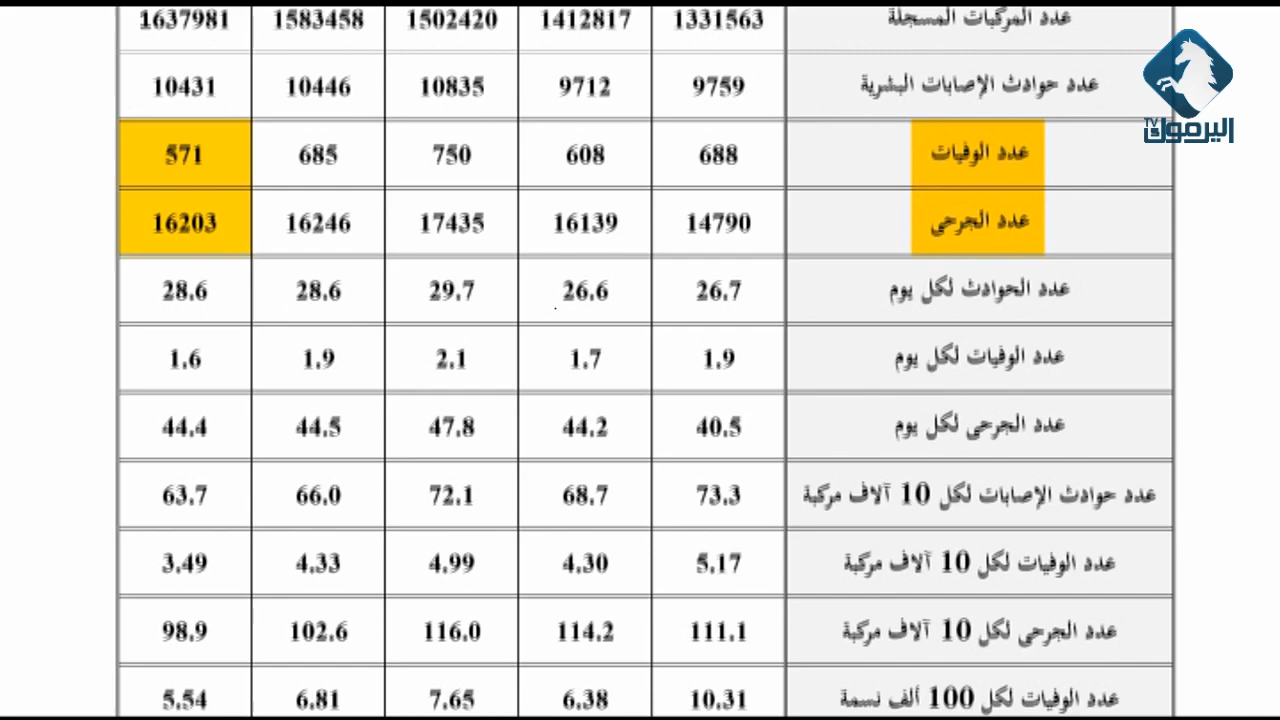 عدد المركبات المسجلة 1331563 1412817 1502420 1583458 1637981
عدد حوادث الإصابات البشرية 9759 9712 10835 10446 10431
عدد الوفيات 688 608 750 685 571
عدد الجرحى 14790 16139 17435 16246 16203
عدد الحوادث لكل يوم 26.7 26.6 29.7 28.6 28.6
عدد الوفيات لكل يوم 1.9 1.7 2.1 1.9 1.6
عدد الجرحى لكل يوم 40.5 44.2 47.8 44.5 44.4
عدد حوادث الإصابات لكل 10 آلاف مركبة 73.3 68.7 72.1 66.0 63.7
عدد الوفيات لكل 10 آلاف مركبة 5.17 4.30 4.99 4.33 3.49
عدد الجرحى لكل 10 آلاف مركبة 111.1 114.2 116.0 102.6 98.9
عدد الوفيات لكل 100 ألف نسمة 10.31 6.38 7.65 6.81 5.54
اليرموك TV